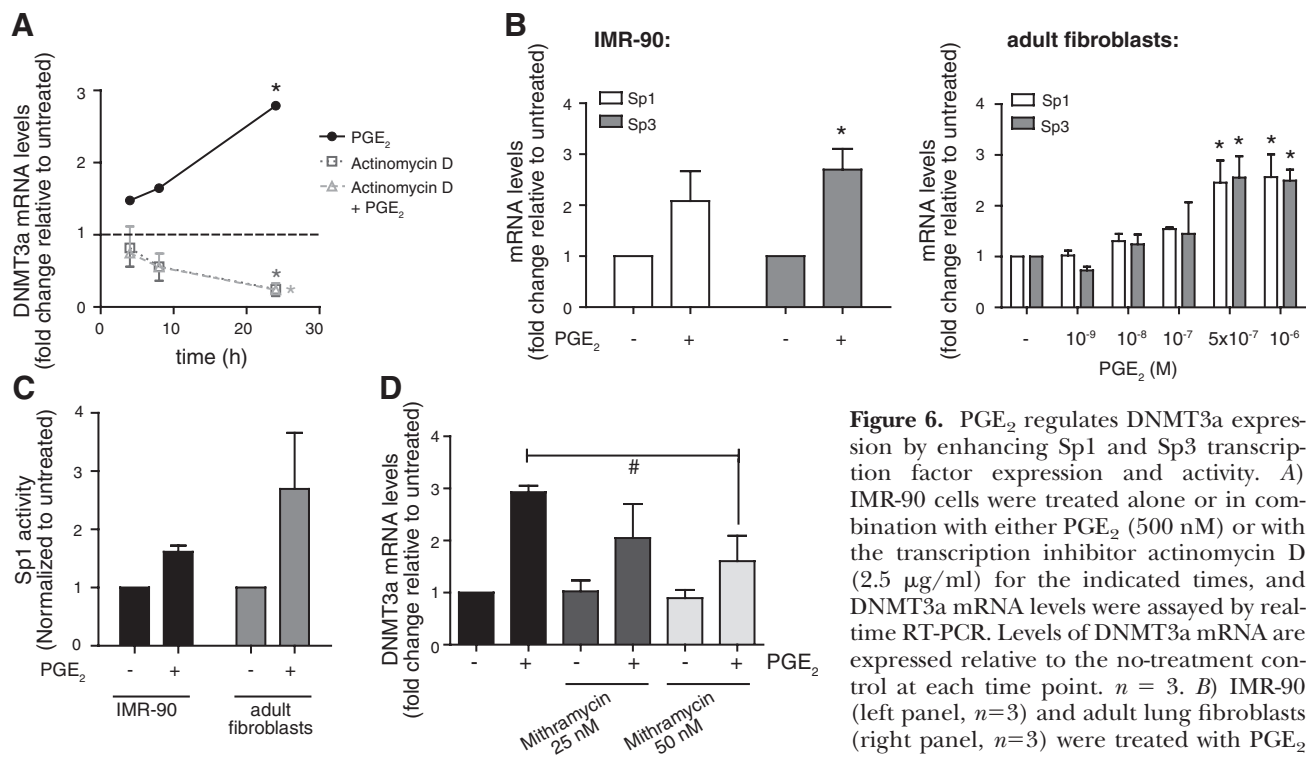 A
DNMT3a mRNA levels
(fold change relative to untreated)
3
2
1
0
*
*
*
0 10 20 30
time (h)
PGE2
Actinomycin D
Actinomycin D
+ PGE2
B
IMR-90:
mRNA levels
(fold change relative to untreated)
4
3
2
1
0
Sp1
Sp3
*
PGE2 - + - +
adult fibroblasts:
mRNA levels
(fold change relative to untreated)
4
3
2
1
0
Sp1
Sp3
* * * *
- 10-9 10-8 10-7 5x10-7 10-6
PGE2 (M)
C
Sp1 activity
(Normalized to untreated)
4
3
2
1
0
PGE2 - + - +
IMR-90
adult
fibroblasts
D
DNMT3a mRNA levels
(fold change relative to untreated)
4
3
2
1
0
#
- + - + - + PGE2
Mithramycin
25 nM
Mithramycin
50 nM
Figure 6. PGE2 regulates DNMT3a expres-
sion by enhancing Sp1 and Sp3 transcrip-
tion factor expression and activity. A)
IMR-90 cells were treated alone or in com-
bination with either PGE2 (500 nM) or with
the transcription inhibitor actinomycin D
(2.5 μg/ml) for the indicated times, and
DNMT3a mRNA levels were assayed by real-
time RT-PCR. Levels of DNMT3a mRNA are
expressed relative to the no-treatment con-
trol at each time point. n = 3. B) IMR-90
(left panel, n=3) and adult lung fibroblasts
(right panel, n=3) were treated with PGE2